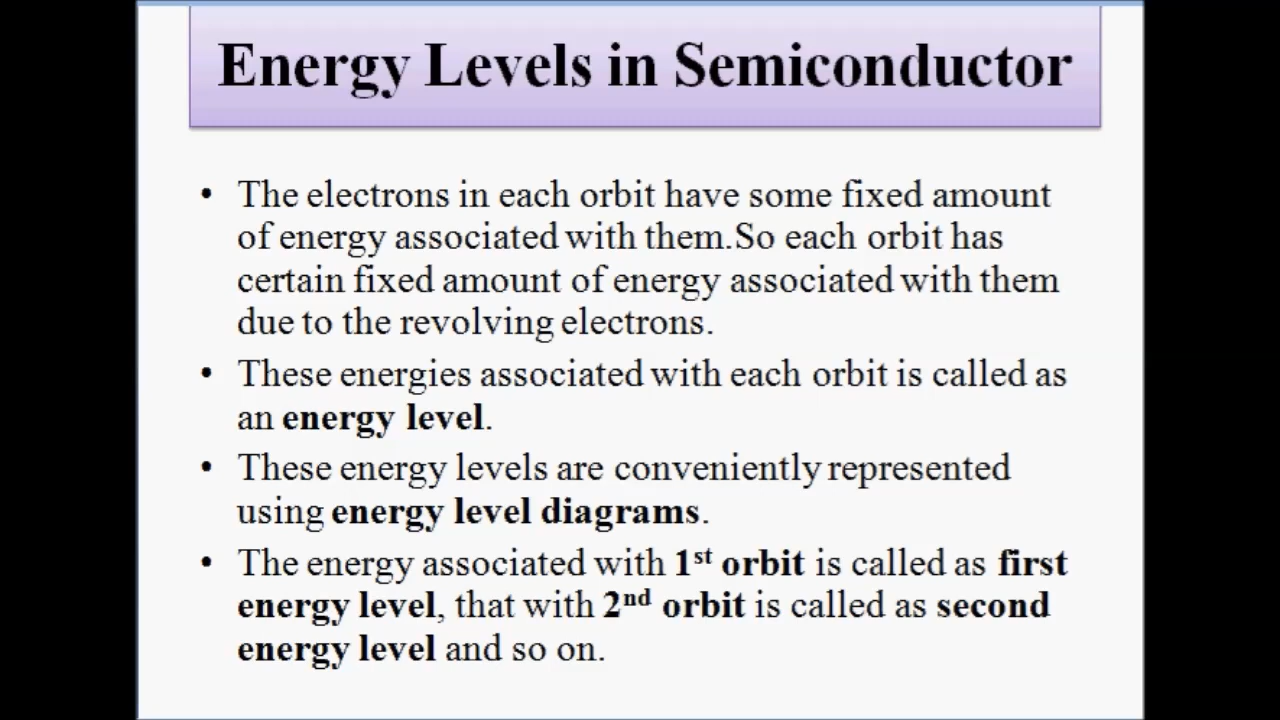 Energy Levels in Semiconductor
• The electrons in each orbit have some fixed amount
of energy associated with them.So each orbit has
certain fixed amount of energy associated with them
due to the revolving electrons.
• These energies associated with each orbit is called as
an energy level.
• These energy levels are conveniently represented
using energy level diagrams.
• The energy associated with 1st orbit is called as first
energy level, that with 2nd orbit is called as second
energy level and so on.